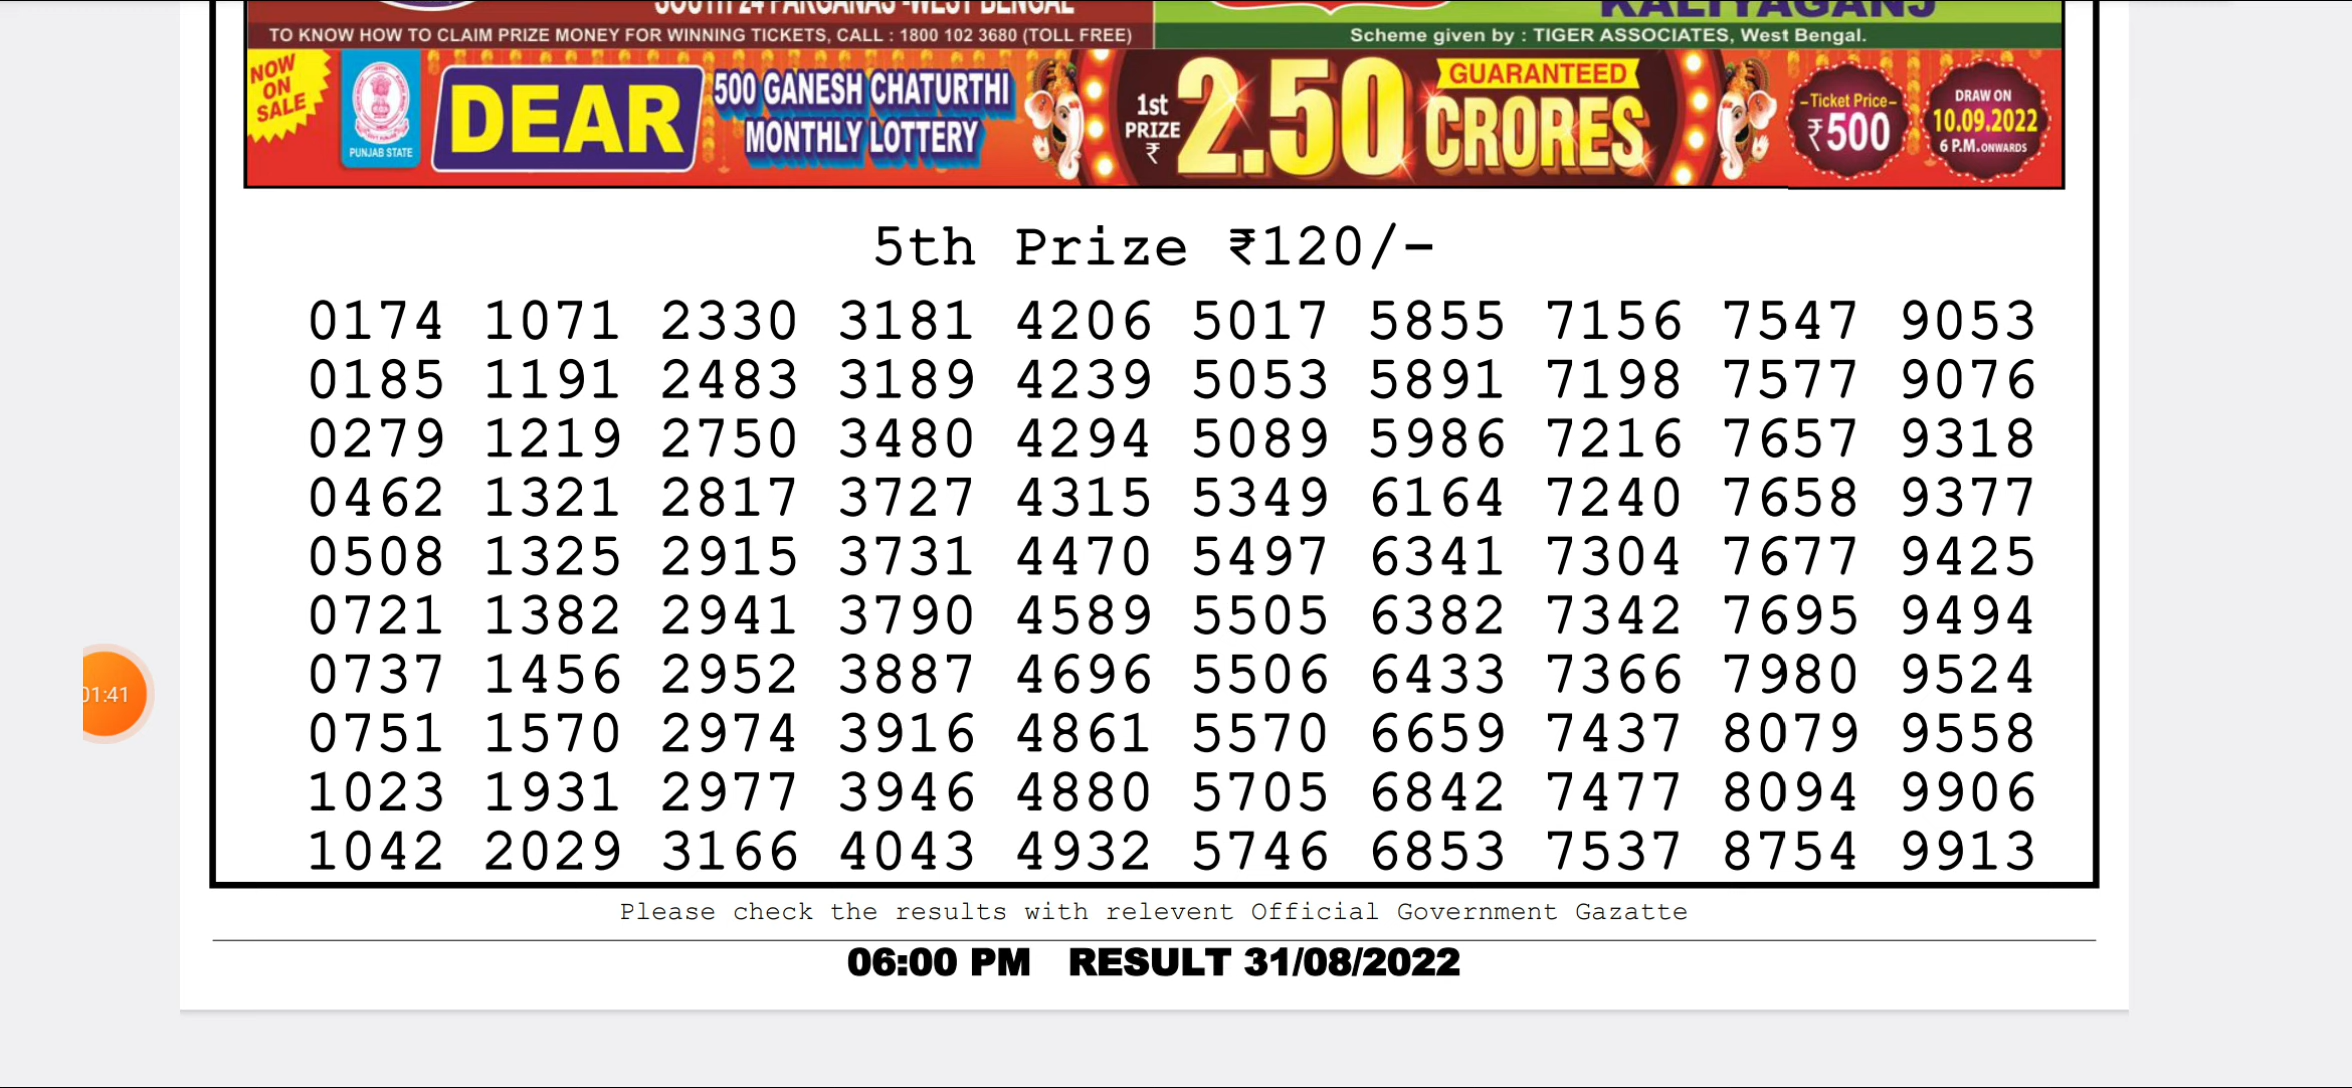 SOUTH 24 PARGANAS -WEST BENGAL
KALIYAGANJ
TO KNOW HOW TO CLAIM PRIZE MONEY FOR WINNING TICKETS, CALL : 1800 102 3680 (TOLL FREE)
Scheme given by : TIGER ASSOCIATES, West Bengal.
NOW
ON
SALE
PUNJAB STATE
DEAR
500 GANESH CHATURTHI
MONTHLY LOTTERY
1st
PRIZE
₹
2.50
GUARANTEED
CRORES
-Ticket Price-
₹500
DRAW ON
10.09.2022
6 P.M.ONWARDS
5th Prize ₹120/-
0174 1071 2330 3181 4206 5017 5855 7156 7547 9053
0185 1191 2483 3189 4239 5053 5891 7198 7577 9076
0279 1219 2750 3480 4294 5089 5986 7216 7657 9318
0462 1321 2817 3727 4315 5349 6164 7240 7658 9377
0508 1325 2915 3731 4470 5497 6341 7304 7677 9425
0721 1382 2941 3790 4589 5505 6382 7342 7695 9494
0737 1456 2952 3887 4696 5506 6433 7366 7980 9524
0751 1570 2974 3916 4861 5570 6659 7437 8079 9558
1023 1931 2977 3946 4880 5705 6842 7477 8094 9906
1042 2029 3166 4043 4932 5746 6853 7537 8754 9913
01:41
Please check the results with relevent Official Government Gazatte
06:00 PM RESULT 31/08/2022